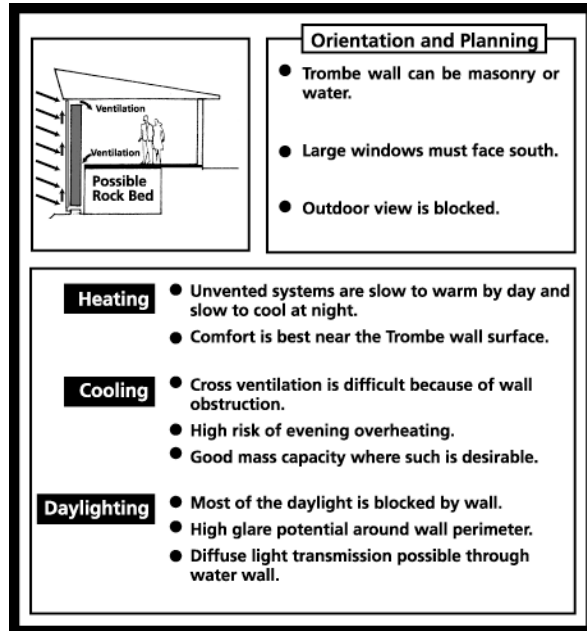 Ventilation
Ventilation
Possible
Rock Bed
Orientation and Planning
● Trombe wall can be masonry or
water.
● Large windows must face south.
● Outdoor view is blocked.
Heating
● Unvented systems are slow to warm by day and
slow to cool at night.
● Comfort is best near the Trombe wall surface.
Cooling
● Cross ventilation is difficult because of wall
obstruction.
● High risk of evening overheating.
● Good mass capacity where such is desirable.
Daylighting
● Most of the daylight is blocked by wall.
● High glare potential around wall perimeter.
● Diffuse light transmission possible through
water wall.